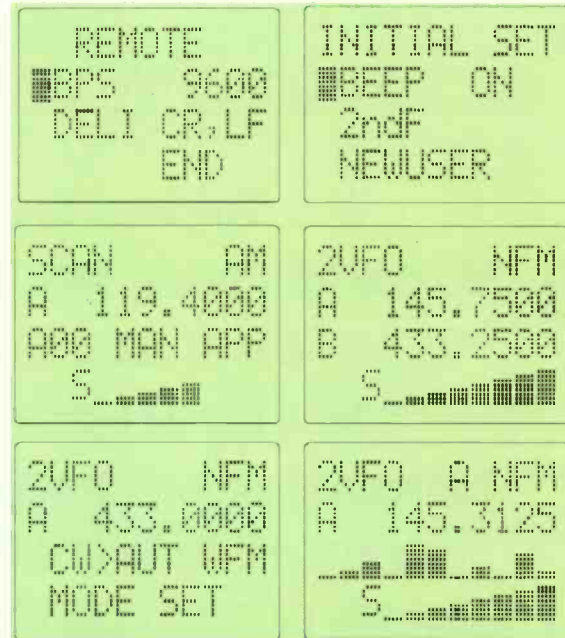 REMOTE
BPS 9600
DELI CR,LF
END
INITIAL SET
BEEP ON
2ndF
NEWUSER
SCAN AM
A 119.4000
A00 MAN APP
S
2VFO NFM
A 145.7500
B 433.2500
S
2VFO NFM
A 433.0000
CW>AUT WFM
MODE SET
2VFO A NFM
A 145.3125
S